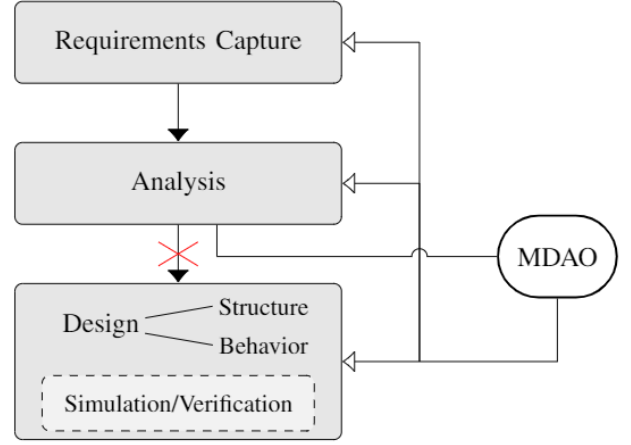 Requirements Capture
Analysis
MDAO
Design
Structure
Behavior
Simulation/Verification